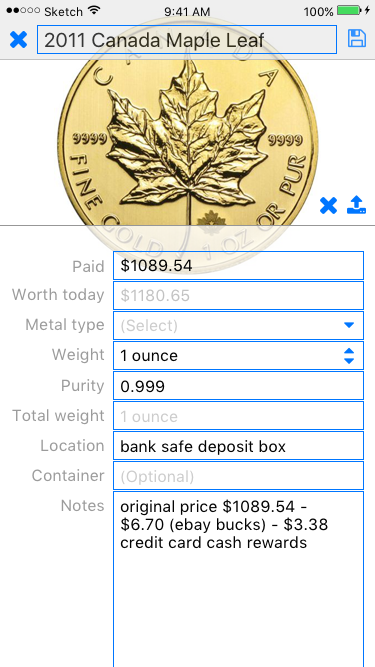 Sketch 9:41 AM 100%
2011 Canada Maple Leaf
CANADA
9999 9999
FINE GOLD 1 OZ OR PUR
Paid $1089.54
Worth today $1180.65
Metal type (Select)
Weight 1 ounce
Purity 0.999
Total weight 1 ounce
Location bank safe deposit box
Container (Optional)
Notes original price $1089.54 -
$6.70 (ebay bucks) - $3.38
credit card cash rewards